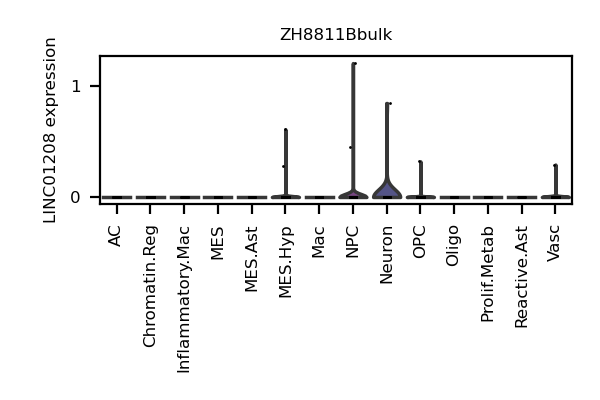 ZH8811Bbulk
LINC01208 expression
1
0
AC
Chromatin.Reg
Inflammatory.Mac
MES
MES.Ast
MES.Hyp
Mac
NPC
Neuron
OPC
Oligo
Prolif.Metab
Reactive.Ast
Vasc